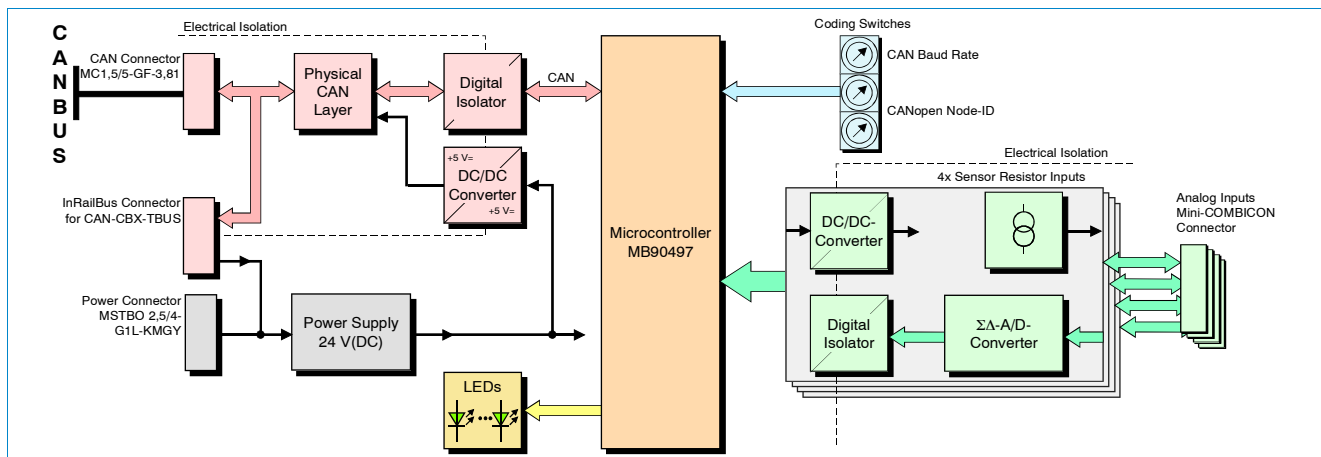 C
A
N
B
U
S
Electrical Isolation
CAN Connector
MC1,5/5-GF-3,81
Physical
CAN
Layer
Digital
Isolator
CAN
+5 V=
DC/DC
Converter
+5 V=
InRailBus Connector
for CAN-CBX-TBUS
Power Connector
MSTBO 2,5/4-
G1L-KMGY
Power Supply
24 V(DC)
LEDs
Microcontroller
MB90497
Coding Switches
CAN Baud Rate
CANopen Node-ID
Electrical Isolation
4x Sensor Resistor Inputs
DC/DC-
Converter
Digital
Isolator
ΣΔ-A/D-
Converter
Analog Inputs
Mini-COMBICON
Connector